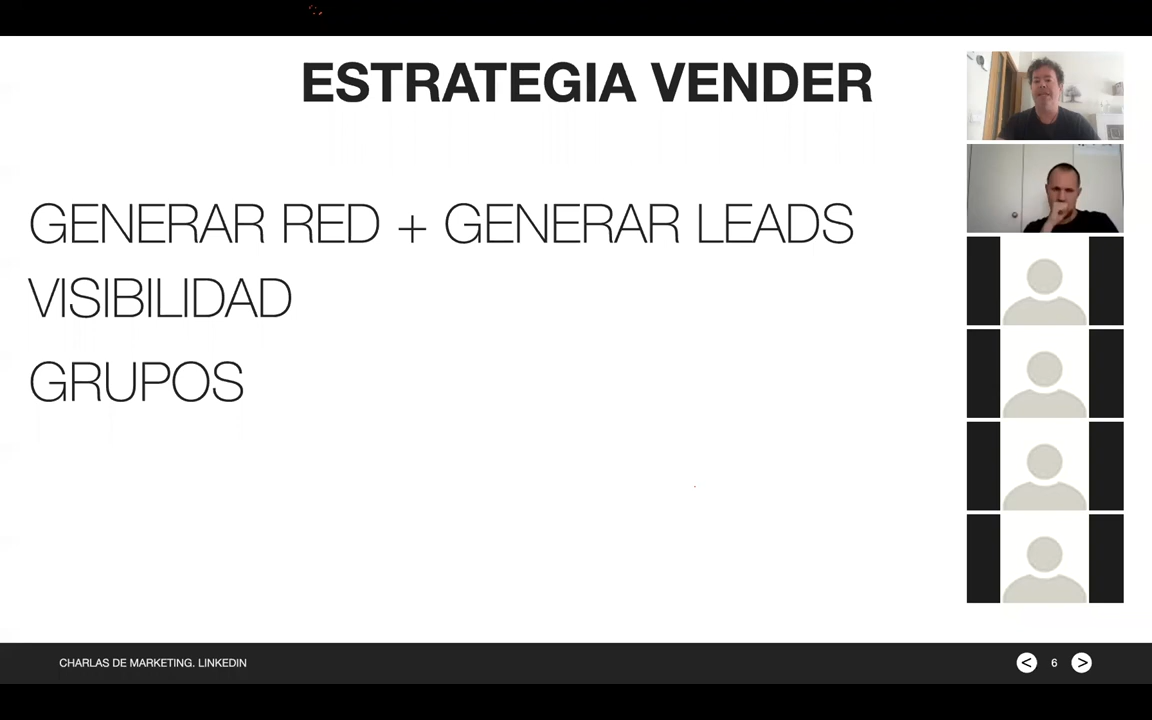 ESTRATEGIA VENDER
GENERAR RED + GENERAR LEADS
VISIBILIDAD
GRUPOS
CHARLAS DE MARKETING. LINKEDIN
< 6 >